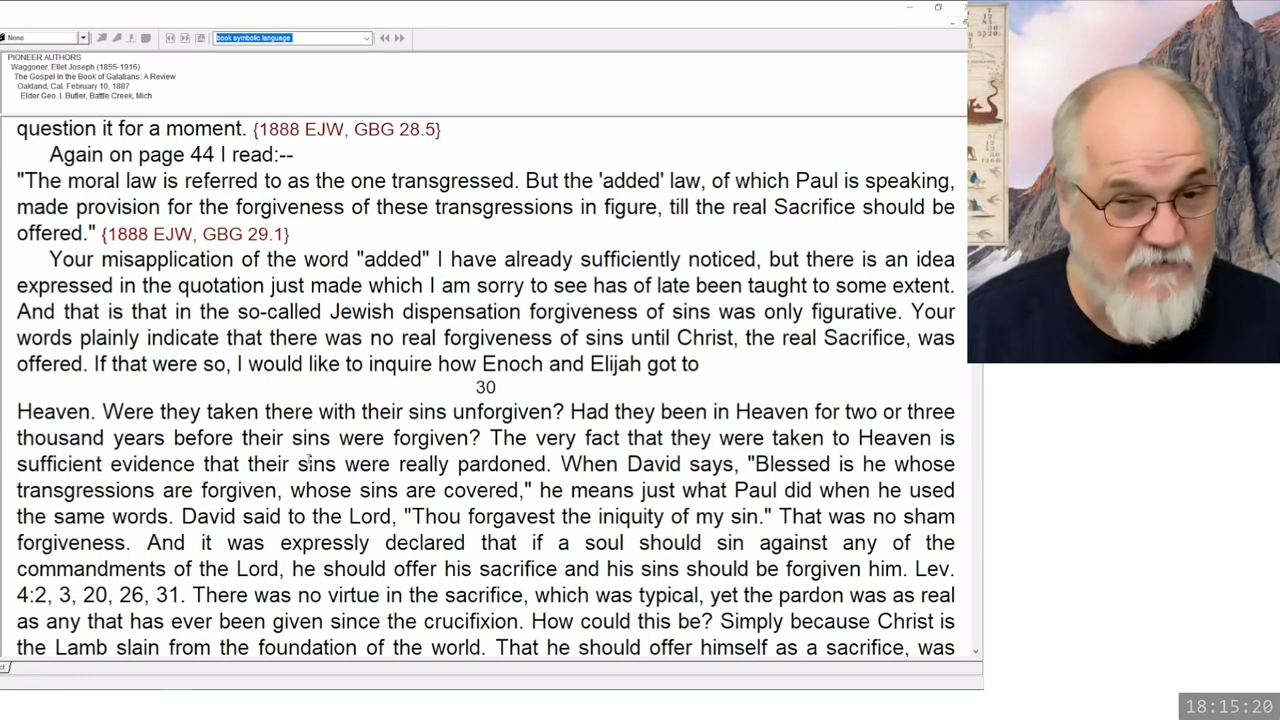 None
book symbolic language
PIONEER AUTHORS
Waggoner, Ellet Joseph (1855-1916)
The Gospel in the Book of Galatians: A Review
Oakland, Cal. February 10, 1887
Elder Geo. I. Butler, Battle Creek, Mich
question it for a moment. {1888 EJW, GBG 28.5}
Again on page 44 I read:--
"The moral law is referred to as the one transgressed. But the 'added' law, of which Paul is speaking,
made provision for the forgiveness of these transgressions in figure, till the real Sacrifice should be
offered." {1888 EJW, GBG 29.1}
Your misapplication of the word "added" I have already sufficiently noticed, but there is an idea
expressed in the quotation just made which I am sorry to see has of late been taught to some extent.
And that is that in the so-called Jewish dispensation forgiveness of sins was only figurative. Your
words plainly indicate that there was no real forgiveness of sins until Christ, the real Sacrifice, was
offered. If that were so, I would like to inquire how Enoch and Elijah got to
30
Heaven. Were they taken there with their sins unforgiven? Had they been in Heaven for two or three
thousand years before their sins were forgiven? The very fact that they were taken to Heaven is
sufficient evidence that their sins were really pardoned. When David says, "Blessed is he whose
transgressions are forgiven, whose sins are covered," he means just what Paul did when he used
the same words. David said to the Lord, "Thou forgavest the iniquity of my sin." That was no sham
forgiveness. And it was expressly declared that if a soul should sin against any of the
commandments of the Lord, he should offer his sacrifice and his sins should be forgiven him. Lev.
4:2, 3, 20, 26, 31. There was no virtue in the sacrifice, which was typical, yet the pardon was as real
as any that has ever been given since the crucifixion. How could this be? Simply because Christ is
the Lamb slain from the foundation of the world. That he should offer himself as a sacrifice, was
18:15:20